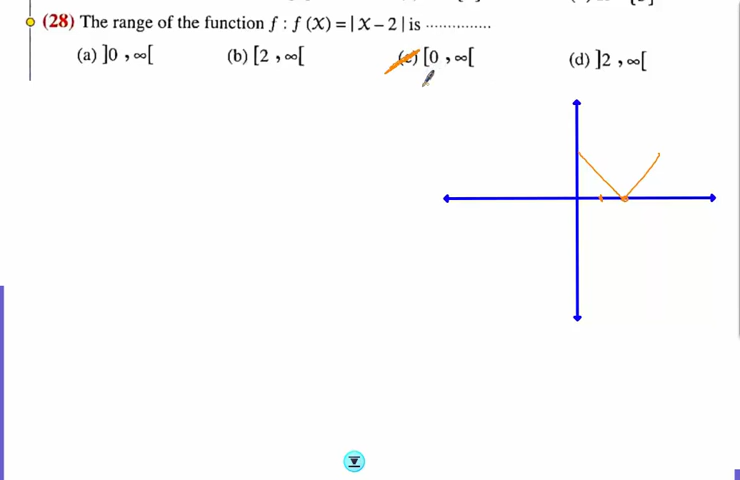 (28) The range of the function f : f (X) = | X − 2 | is ...............
(a) ]0 , ∞[ (b) [2 , ∞[ (c) [0 , ∞[ (d) ]2 , ∞[